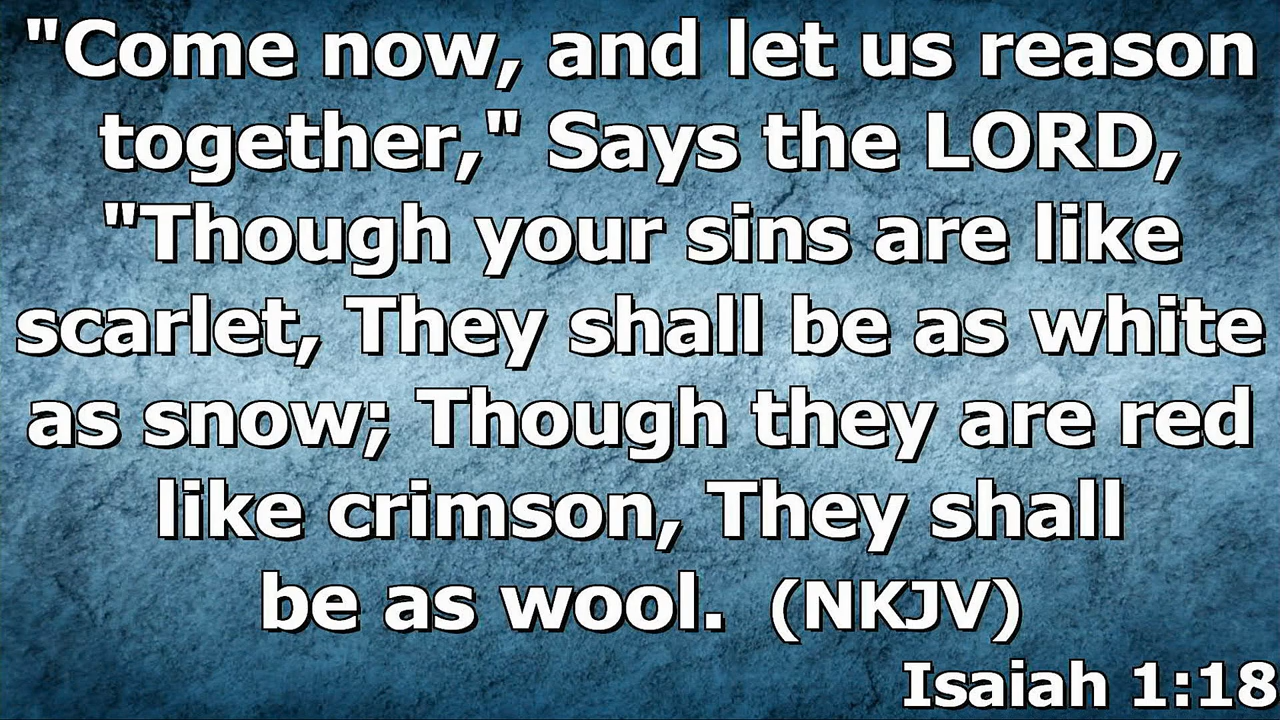 "Come now, and let us reason
together," Says the LORD,
"Though your sins are like
scarlet, They shall be as white
as snow; Though they are red
like crimson, They shall
be as wool. (NKJV)
Isaiah 1:18